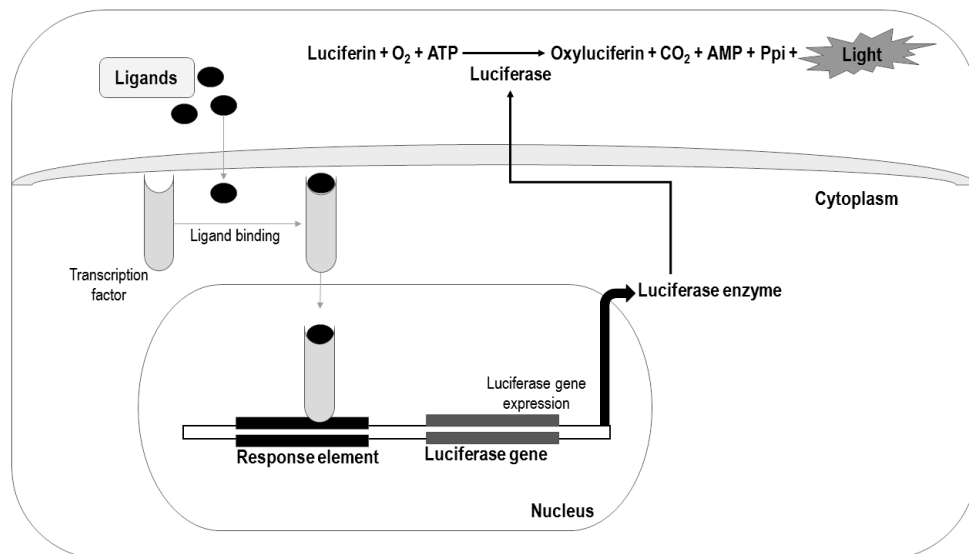 Luciferin + O₂ + ATP → Oxyluciferin + CO₂ + AMP + Ppi + Light
Luciferase
Ligands
Cytoplasm
Ligand binding
Transcription
factor
Luciferase enzyme
Luciferase gene
expression
Response element
Luciferase gene
Nucleus